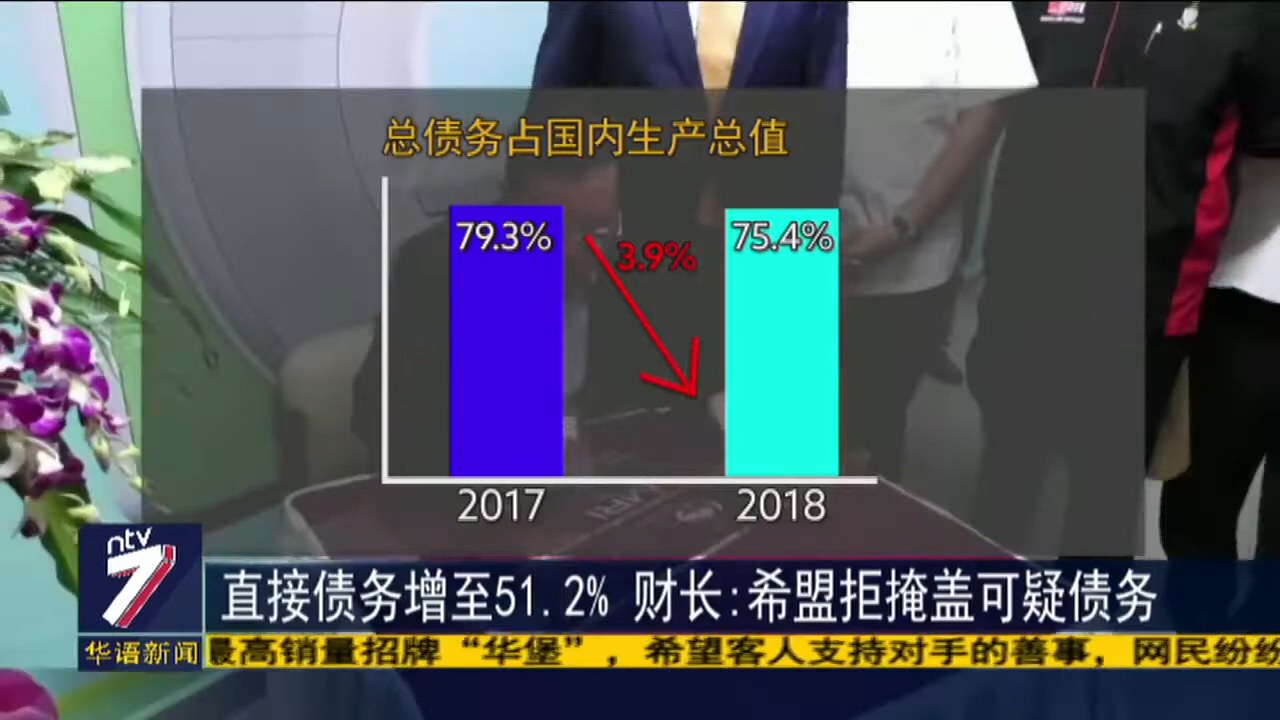 总债务占国内生产总值
79.3%
3.9%
75.4%
2017
2018
ntv
7
直接债务增至51.2% 财长:希盟拒掩盖可疑债务
华语新闻
最高销量招牌“华堡”，希望客人支持对手的善事，网民纷纷